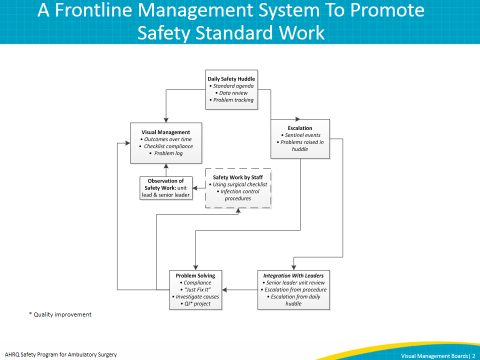 A Frontline Management System To Promote
Safety Standard Work
Daily Safety Huddle
• Standard agenda
• Data review
• Problem tracking
Visual Management
• Outcomes over time
• Checklist compliance
• Problem log
Escalation
• Sentinel events
• Problems raised in
huddle
Observation of
Safety Work: unit
lead & senior leader
Safety Work by Staff
• Using surgical checklist
• Infection control
procedures
Problem Solving
• Compliance
• "Just Fix It"
• Investigate causes
• QI* project
Integration With Leaders
• Senior leader unit review
• Escalation from procedure
• Escalation from daily
huddle
* Quality improvement
AHRQ Safety Program for Ambulatory Surgery
Visual Management Boards | 2